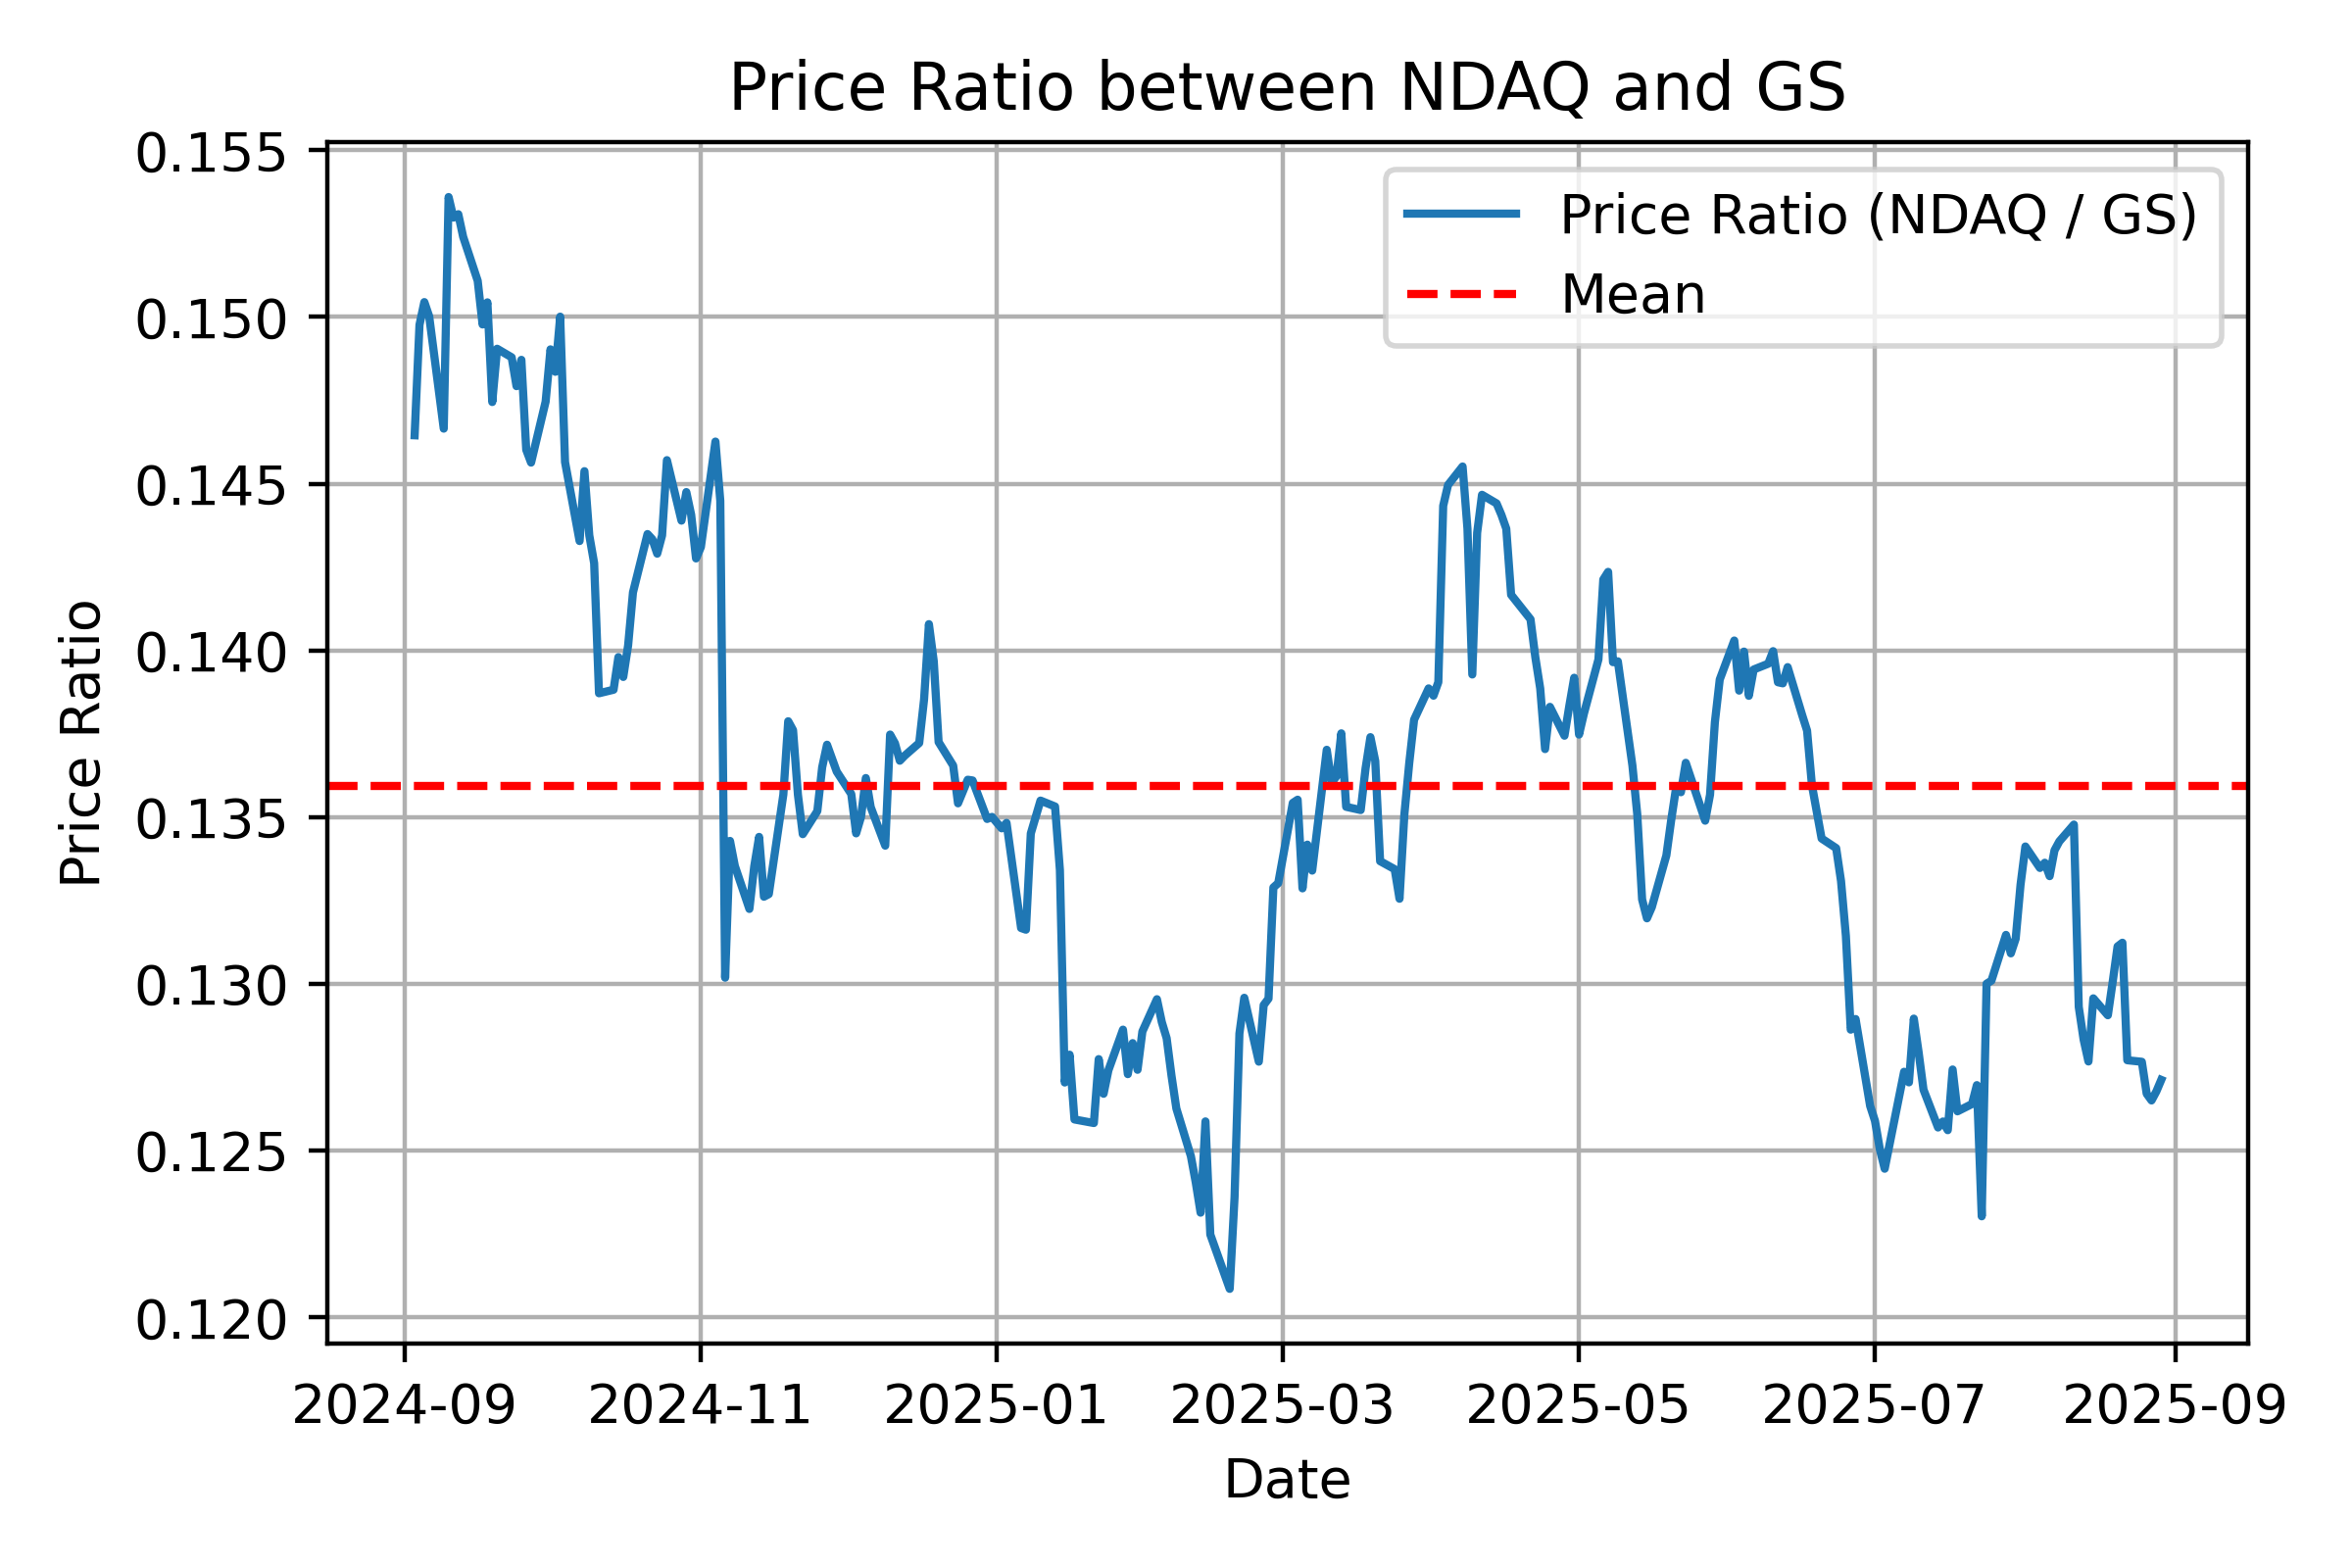 Price Ratio between NDAQ and GS
0.155
0.150
0.145
0.140
0.135
0.130
0.125
0.120
Price Ratio
Price Ratio (NDAQ / GS)
Mean
2024-09 2024-11 2025-01 2025-03 2025-05 2025-07 2025-09
Date